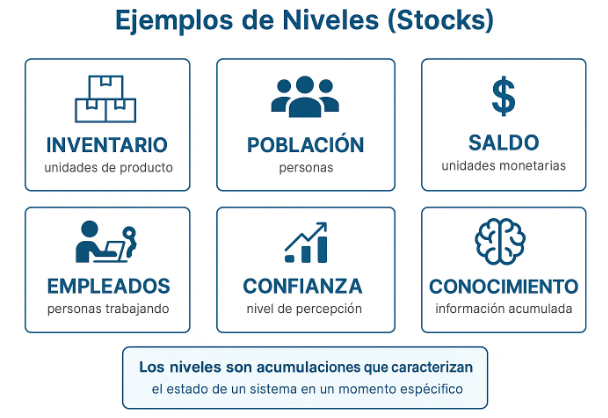 Ejemplos de Niveles (Stocks)
INVENTARIO
unidades de producto
POBLACIÓN
personas
$
SALDO
unidades monetarias
EMPLEADOS
personas trabajando
CONFIANZA
nivel de percepción
CONOCIMIENTO
información acumulada
Los niveles son acumulaciones que caracterizan
el estado de un sistema en un momento espécifico